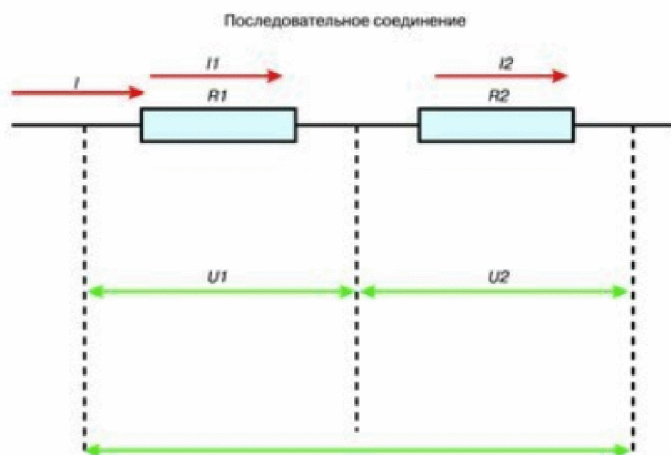 Последовательное соединение
I1 I2
I
R1 R2
U1 U2